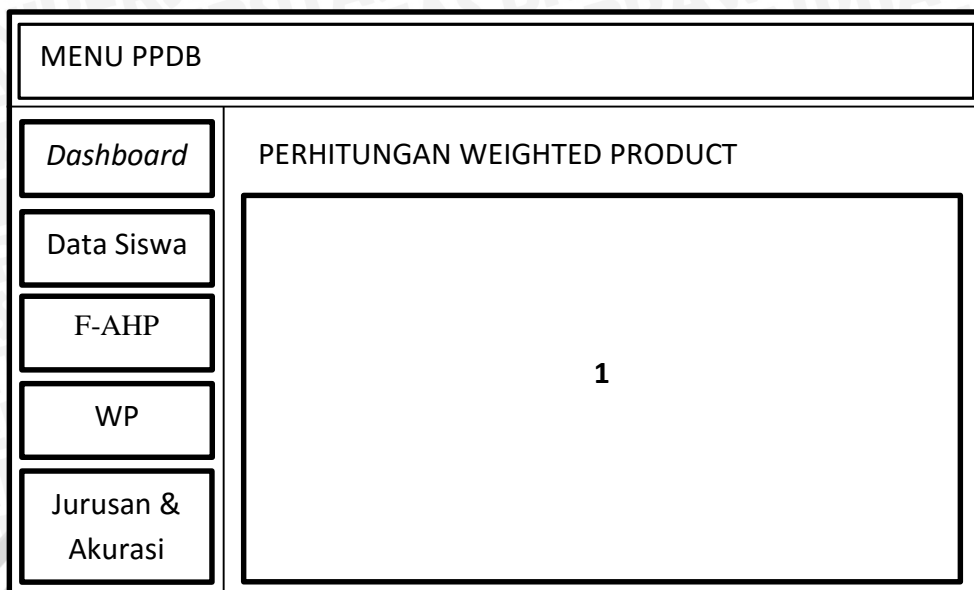 MENU PPDB
Dashboard
PERHITUNGAN WEIGHTED PRODUCT
Data Siswa
F-AHP
1
WP
Jurusan &
Akurasi